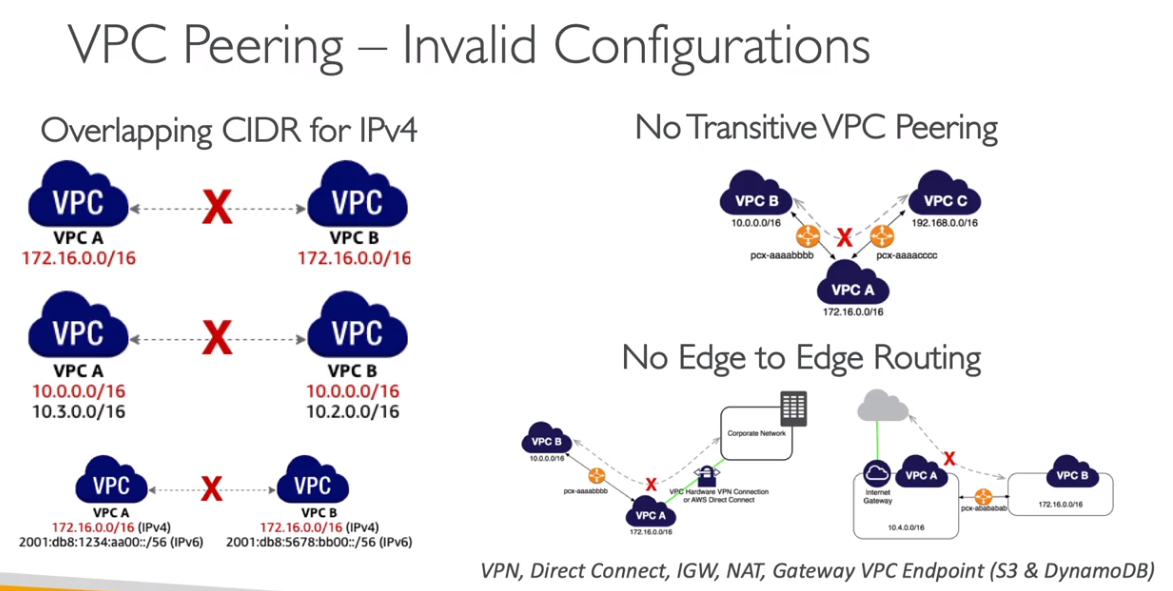 VPC Peering – Invalid Configurations
Overlapping CIDR for IPv4
VPC
X
VPC
VPC A
VPC B
172.16.0.0/16
172.16.0.0/16
VPC
X
VPC
VPC A
VPC B
10.0.0.0/16
10.0.0.0/16
10.3.0.0/16
10.2.0.0/16
VPC
X
VPC
VPC A
VPC B
172.16.0.0/16 (IPv4)
172.16.0.0/16 (IPv4)
2001:db8:1234:aa00::/56 (IPv6)
2001:db8:5678:bb00::/56 (IPv6)
No Transitive VPC Peering
VPC B
VPC C
10.0.0.0/16
192.168.0.0/16
X
pcx-aaaabbbb
pcx-aaaacccc
VPC A
172.16.0.0/16
No Edge to Edge Routing
Corporate Network
VPC B
10.0.0.0/16
X
pcx-aaaabbbb
VPC Hardware VPN Connection
or AWS Direct Connect
VPC A
172.16.0.0/16
X
VPC A
VPC B
Internet
Gateway
pcx-abababab
172.16.0.0/16
10.4.0.0/16
VPN, Direct Connect, IGW, NAT, Gateway VPC Endpoint (S3 & DynamoDB)